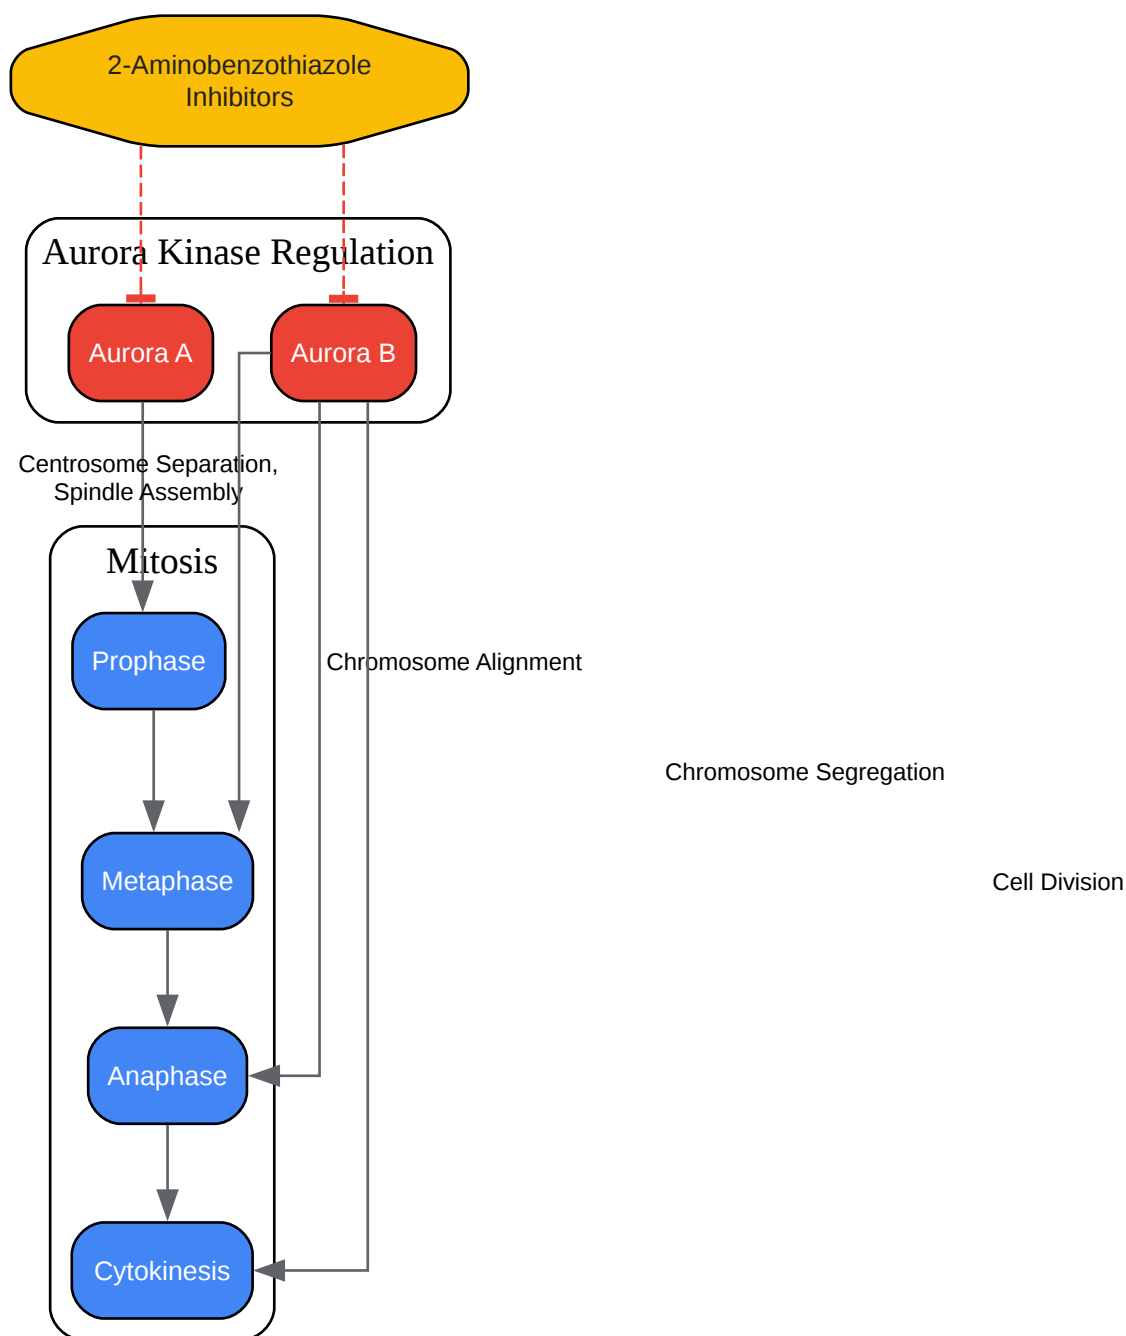 2-Aminobenzothiazole
Inhibitors
Aurora Kinase Regulation
Aurora A
Aurora B
Centrosome Separation,
Spindle Assembly
Mitosis
Prophase
Chromosome Alignment
Chromosome Segregation
Metaphase
Cell Division
Anaphase
Cytokinesis